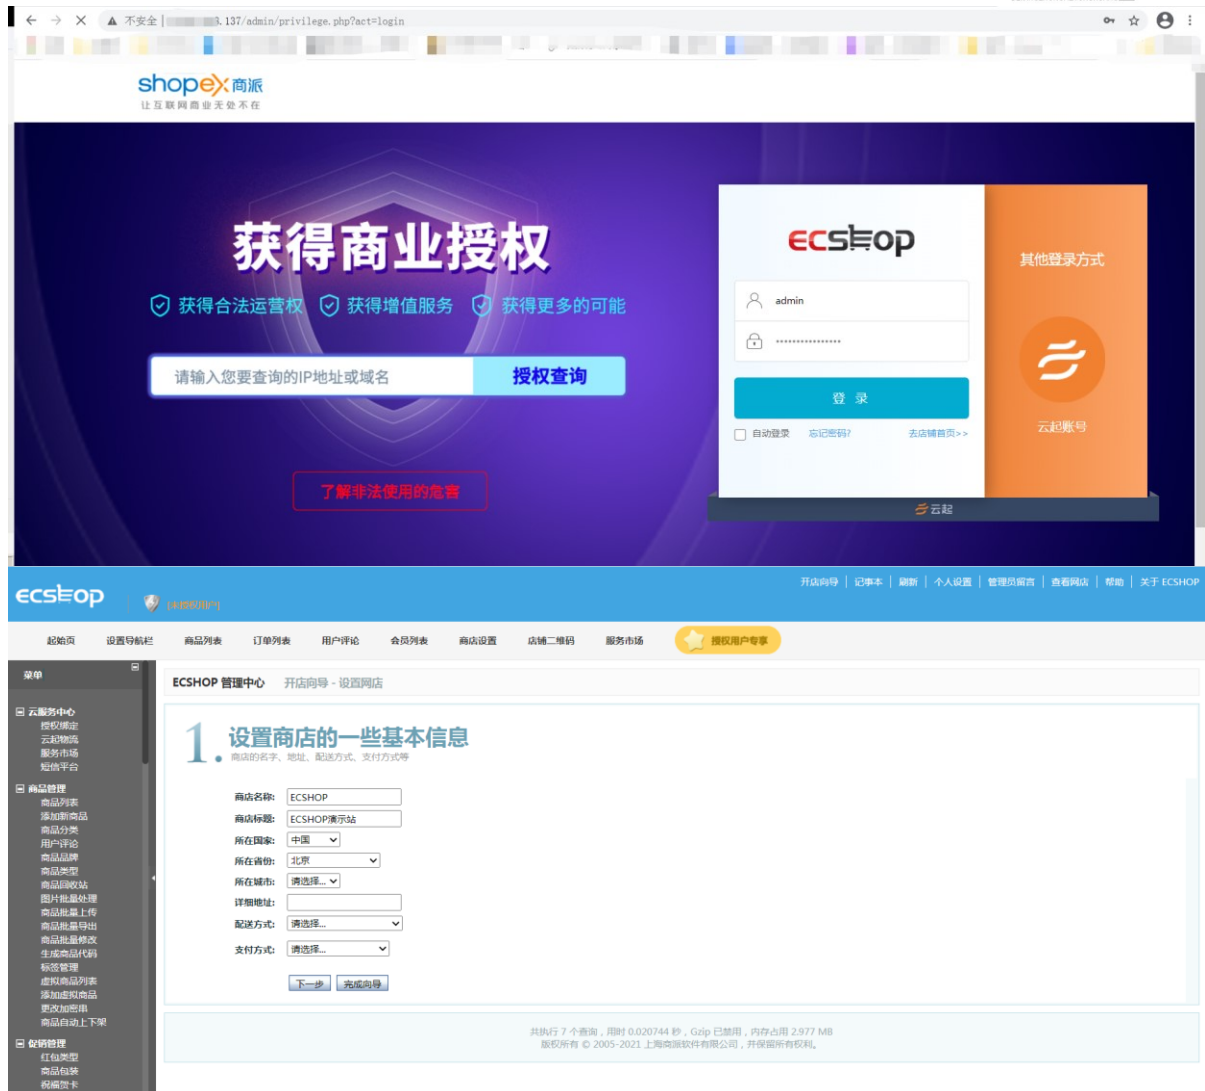 不安全 | 3.137/admin/privilege.php?act=login
shopex 商派
让互联网商业无处不在
获得商业授权
获得合法运营权 获得增值服务 获得更多的可能
请输入您要查询的IP地址或域名 授权查询
了解非法使用的危害
ecshop
admin
••••••••••••••••
登 录
自动登录 忘记密码? 去店铺首页>>
其他登录方式
云起账号
云起
ecshop [未授权用户]
开店向导 | 记事本 | 刷新 | 个人设置 | 管理员留言 | 查看网店 | 帮助 | 关于 ECSHOP
起始页 设置导航栏 商品列表 订单列表 用户评论 会员列表 商店设置 店铺二维码 服务市场 授权用户专享
菜单
云服务中心
授权绑定
云起物流
服务市场
短信平台
商品管理
商品列表
添加新商品
商品分类
用户评论
商品品牌
商品类型
商品回收站
图片批量处理
商品批量上传
商品批量导出
商品批量修改
生成商品代码
标签管理
虚拟商品列表
添加虚拟商品
更改加密串
商品自动上下架
促销管理
红包类型
商品包装
祝福贺卡
ECSHOP 管理中心 开店向导 - 设置网店
1. 设置商店的一些基本信息
商店的名字、地址、配送方式、支付方式等
商店名称: ECSHOP
商店标题: ECSHOP演示站
所在国家: 中国
所在省份: 北京
所在城市: 请选择...
详细地址:
配送方式: 请选择...
支付方式: 请选择...
下一步 完成向导
共执行 7 个查询，用时 0.020744 秒，Gzip 已禁用，内存占用 2.977 MB
版权所有 © 2005-2021 上海商派软件有限公司，并保留所有权利。